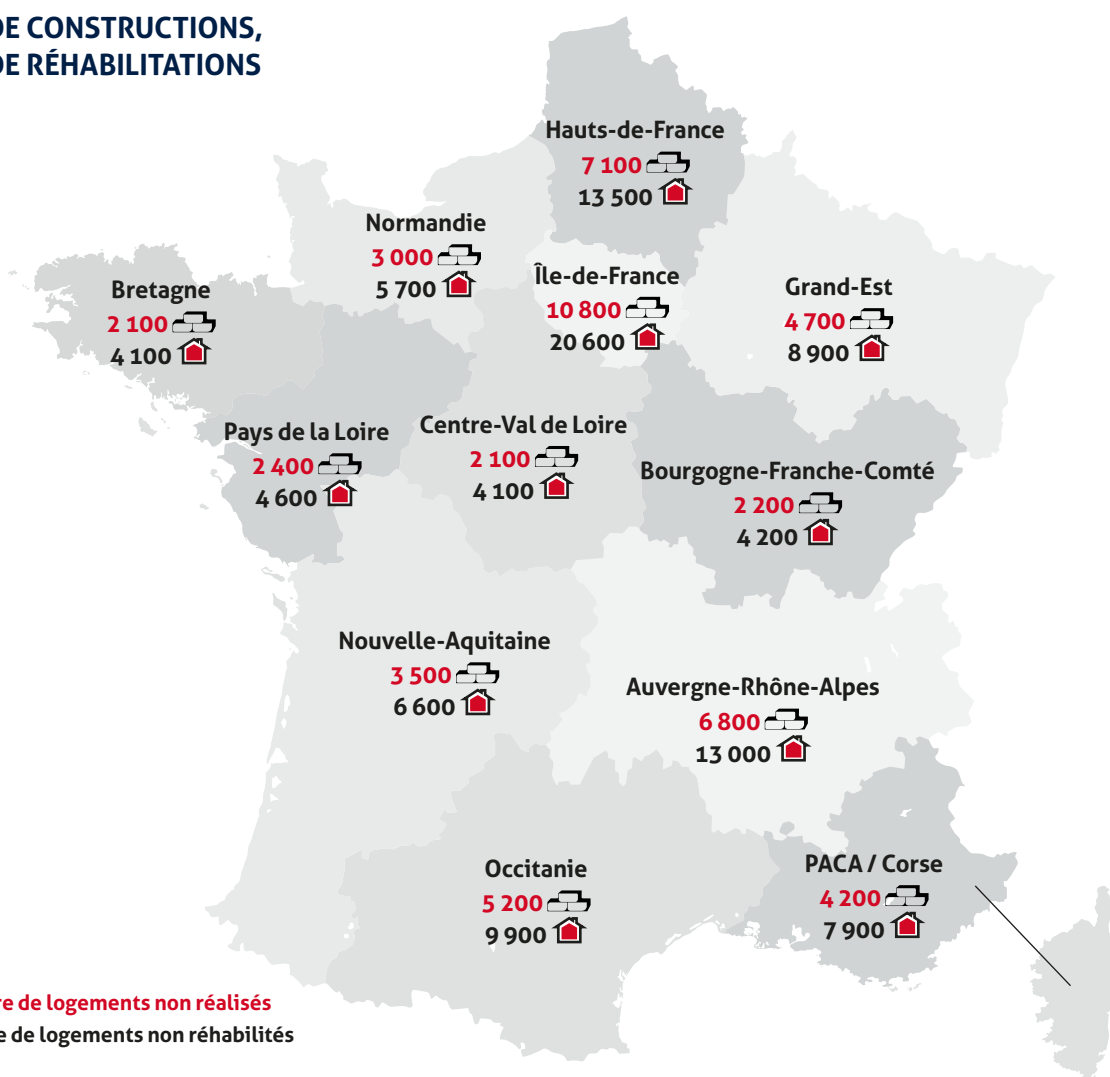 DE CONSTRUCTIONS,
DE RÉHABILITATIONS
Hauts-de-France
7 100
13 500
Normandie
3 000
5 700
Île-de-France
10 800
20 600
Grand-Est
4 700
8 900
Bretagne
2 100
4 100
Pays de la Loire
2 400
4 600
Centre-Val de Loire
2 100
4 100
Bourgogne-Franche-Comté
2 200
4 200
Nouvelle-Aquitaine
3 500
6 600
Auvergne-Rhône-Alpes
6 800
13 000
Occitanie
5 200
9 900
PACA / Corse
4 200
7 900
re de logements non réalisés
e de logements non réhabilités